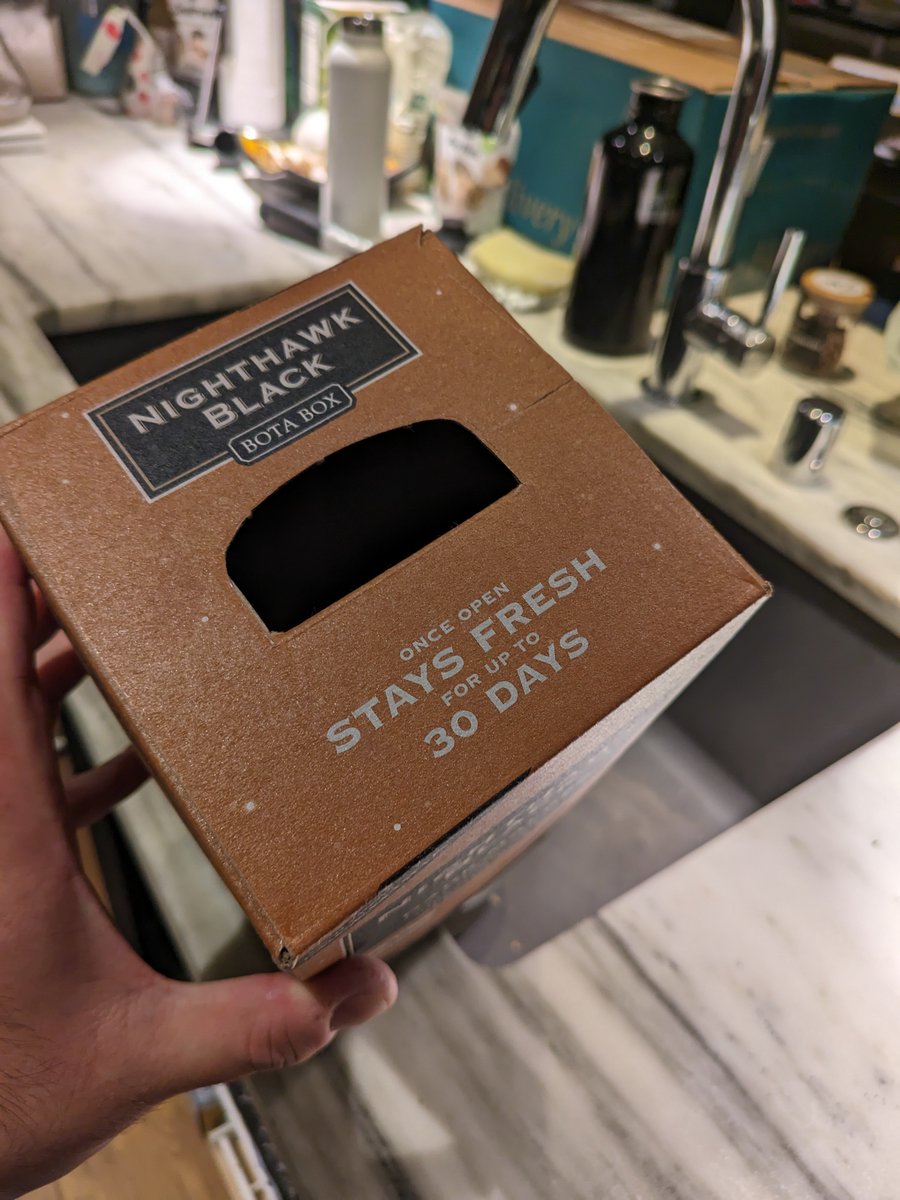 NIGHTHAWK
BLACK
BOTA BOX
ONCE OPEN
STAYS FRESH
FOR UP TO
30 DAYS